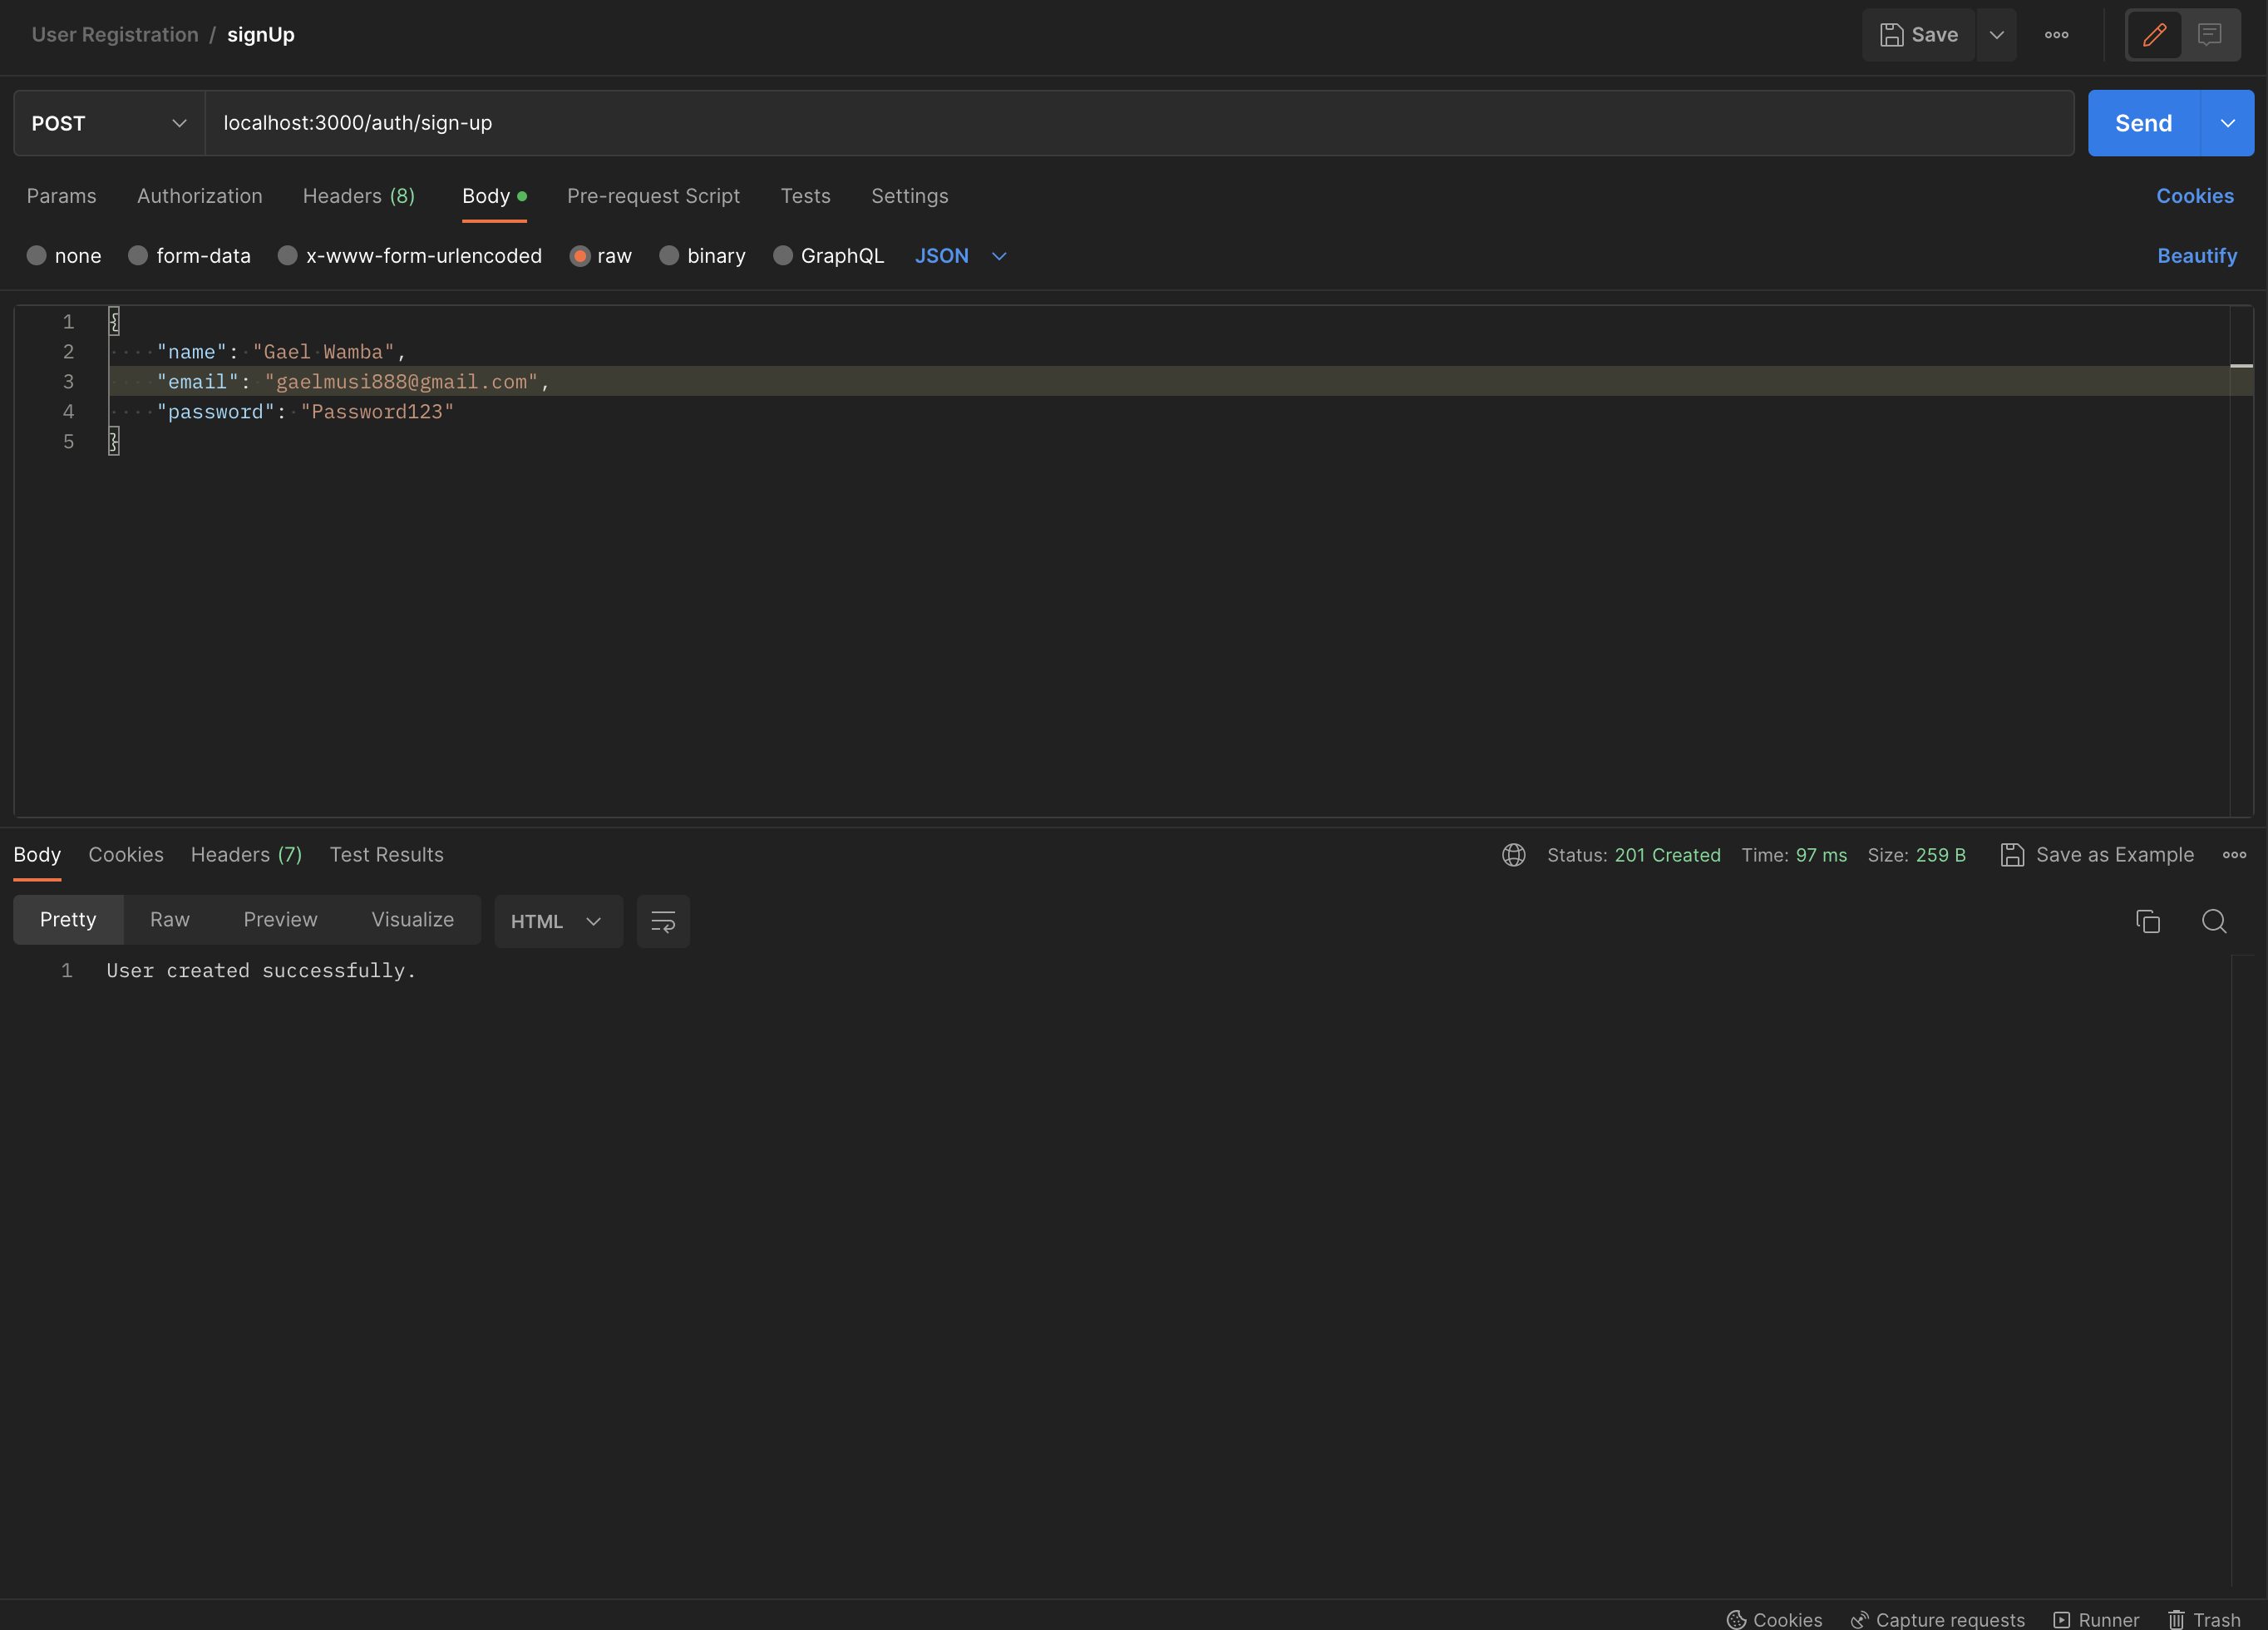 User Registration / signUp
Save
POST localhost:3000/auth/sign-up Send
Params Authorization Headers (8) Body Pre-request Script Tests Settings Cookies
none form-data x-www-form-urlencoded raw binary GraphQL JSON Beautify
1 {
2 "name": "Gael Wamba",
3 "email": "gaelmusi888@gmail.com",
4 "password": "Password123"
5 }
Body Cookies Headers (7) Test Results Status: 201 Created Time: 97 ms Size: 259 B Save as Example
Pretty Raw Preview Visualize HTML
1 User created successfully.
Cookies Capture requests Runner Trash